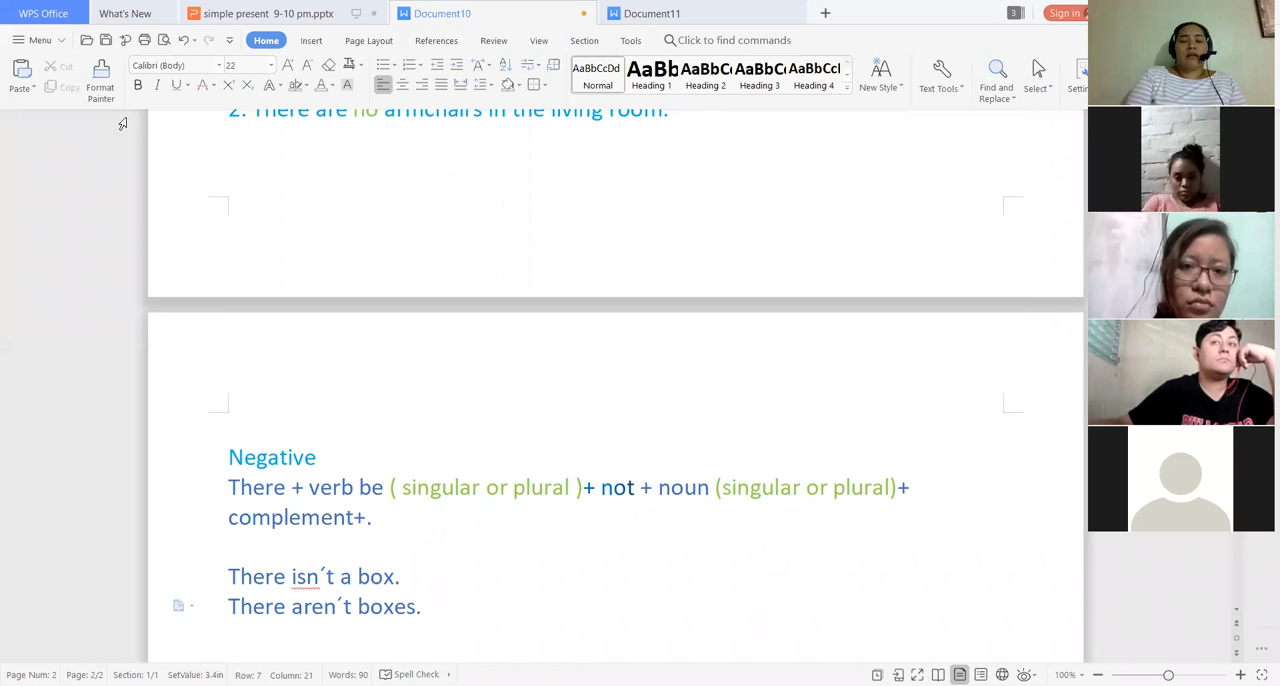 WPS Office What's New simple present 9-10 pm.pptx Document10 Document11 + 3 Sign in
Menu Home Insert Page Layout References Review View Section Tools Click to find commands
Paste Cut Copy Format Painter Calibri (Body) 22 AaBbCcDd Normal AaBb Heading 1 AaBbC Heading 2 AaBbC Heading 3 AaBbCcI Heading 4 New Style Text Tools Find and Replace Select
2. There are no armchairs in the living room.
Negative
There + verb be ( singular or plural )+ not + noun (singular or plural)+
complement+.
There isn´t a box.
There aren´t boxes.
Page Num: 2 Page: 2/2 Section: 1/1 SetValue: 3.4in Row: 7 Column: 21 Words: 90 Spell Check 100%